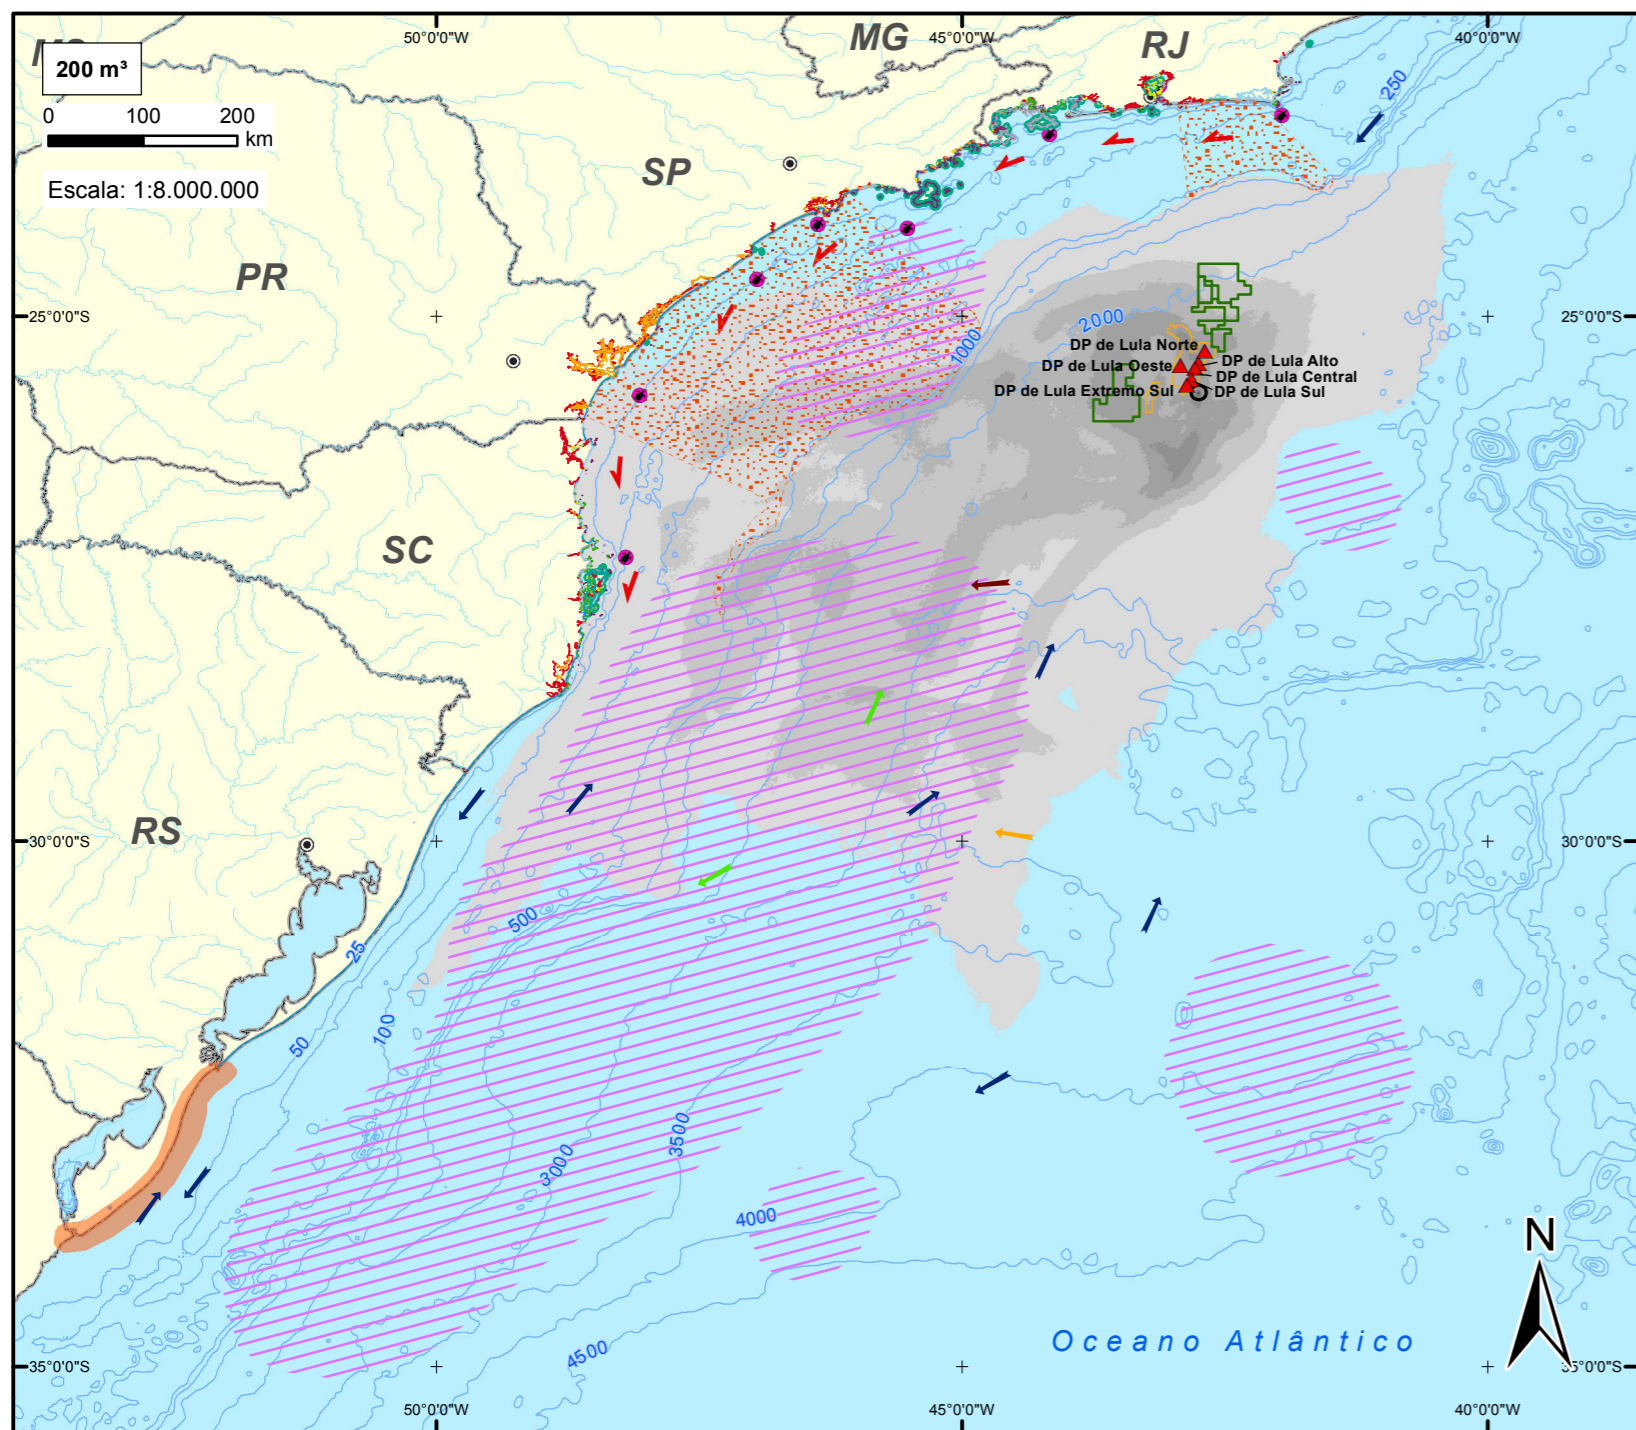 50°0'0"W
45°0'0"W
40°0'0"W
MG
RJ
200 m³
0 100 200
km
Escala: 1:8.000.000
250
SP
PR
25°0'0"S
25°0'0"S
2000
1000
DP de Lula Norte
DP de Lula Oeste
DP de Lula Alto
DP de Lula Central
DP de Lula Extremo Sul
DP de Lula Sul
SC
RS
30°0'0"S
30°0'0"S
500
25
50
100
3500
3000
4000
4500
N
Oceano Atlântico
35°0'0"S
35°0'0"S
50°0'0"W
45°0'0"W
40°0'0"W